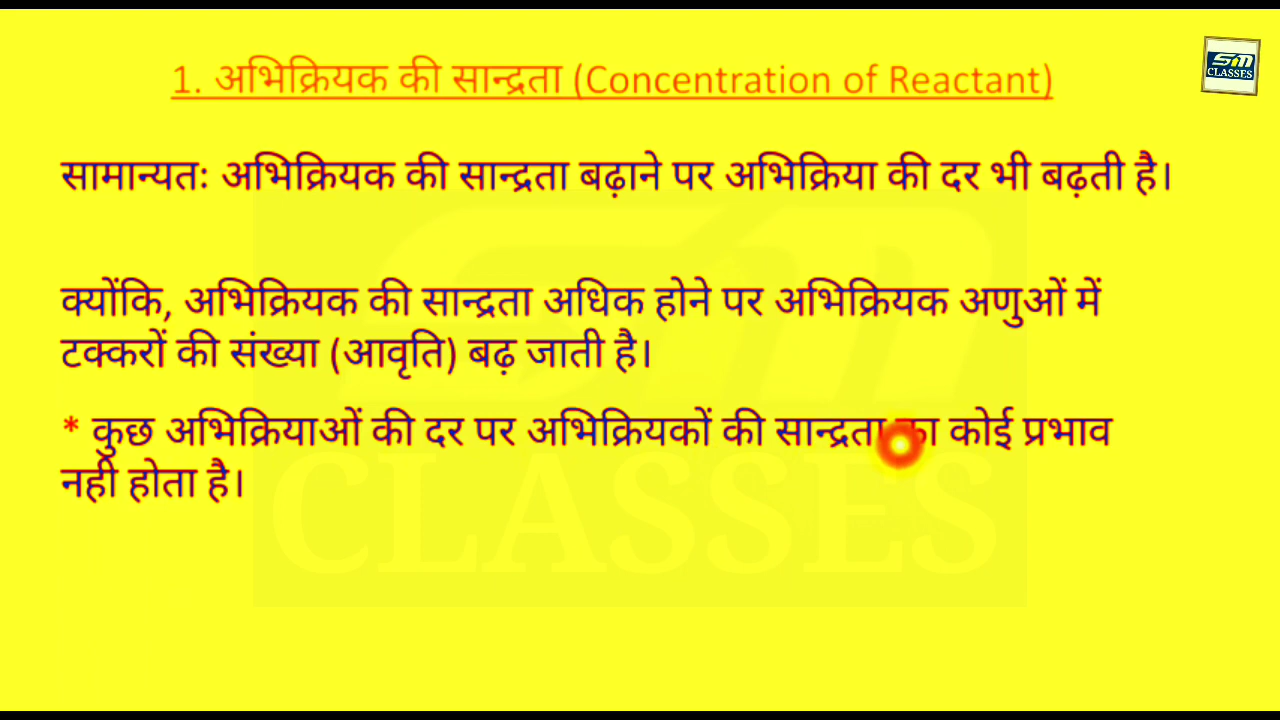 1. अभिक्रियक की सान्द्रता (Concentration of Reactant)
SM
CLASSES
सामान्यतः अभिक्रियक की सान्द्रता बढ़ाने पर अभिक्रिया की दर भी बढ़ती है।
क्योंकि, अभिक्रियक की सान्द्रता अधिक होने पर अभिक्रियक अणुओं में
टक्करों की संख्या (आवृति) बढ़ जाती है।
* कुछ अभिक्रियाओं की दर पर अभिक्रियकों की सान्द्रता का कोई प्रभाव
नही होता है।
SM
CLASSES